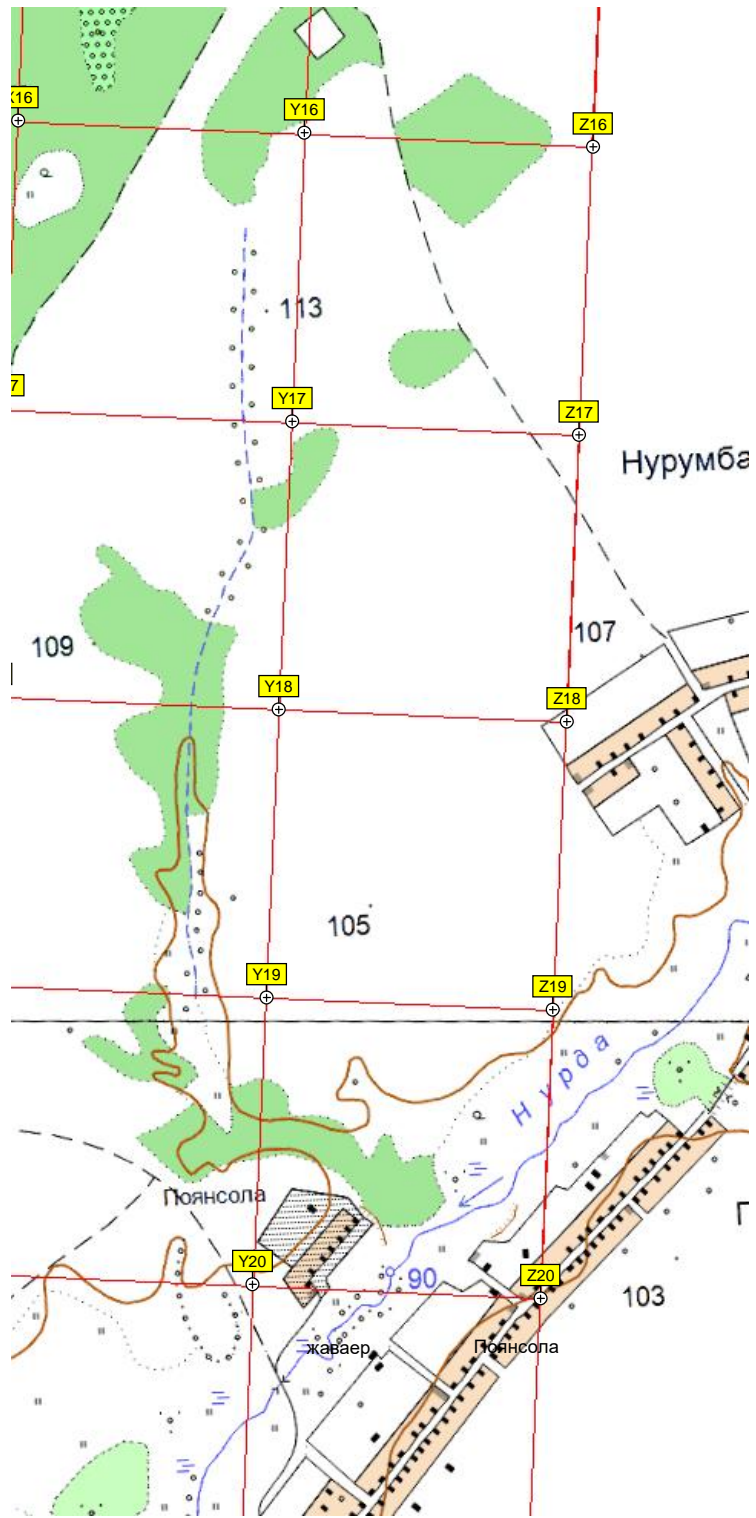 X16
Y16
Z16
113
Y17
Z17
Нурумба
109
107
Y18
Z18
105
Y19
Z19
Нурда
Поянсола
Y20
90
Z20
103
жаваер
Поянсола